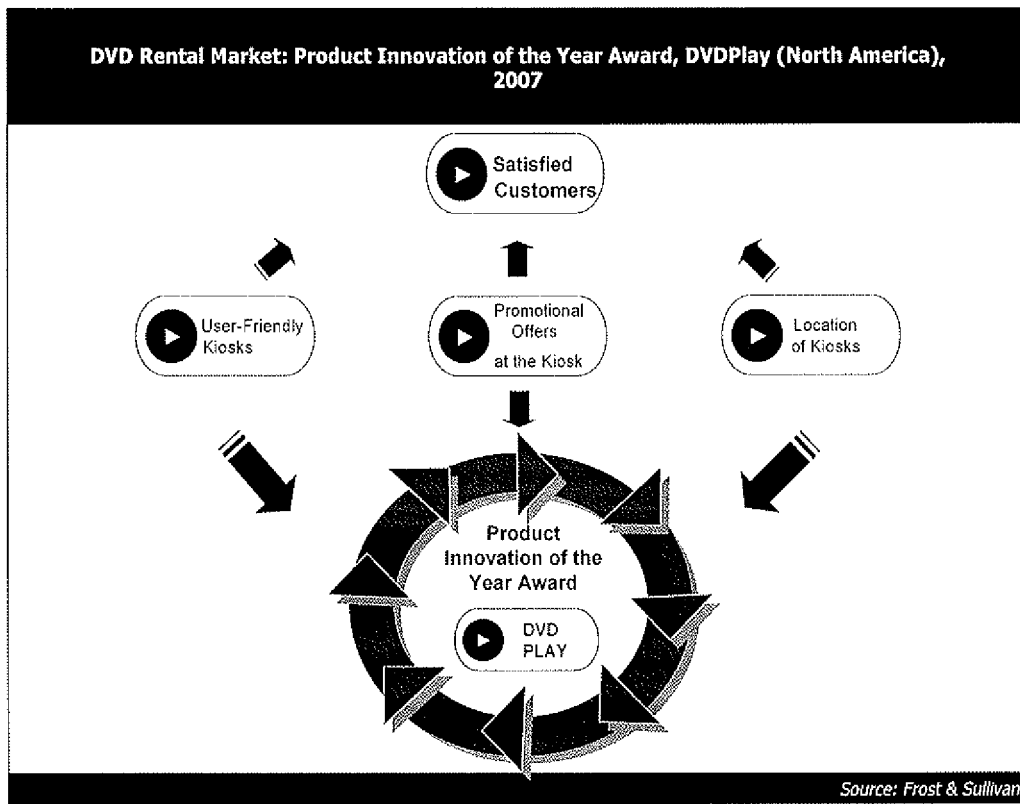 DVD Rental Market: Product Innovation of the Year Award, DVDPlay (North America),
2007
Satisfied
Customers
User-Friendly
Kiosks
Promotional
Offers
at the Kiosk
Location
of Kiosks
Product
Innovation of the
Year Award
DVD
PLAY
Source: Frost & Sullivan